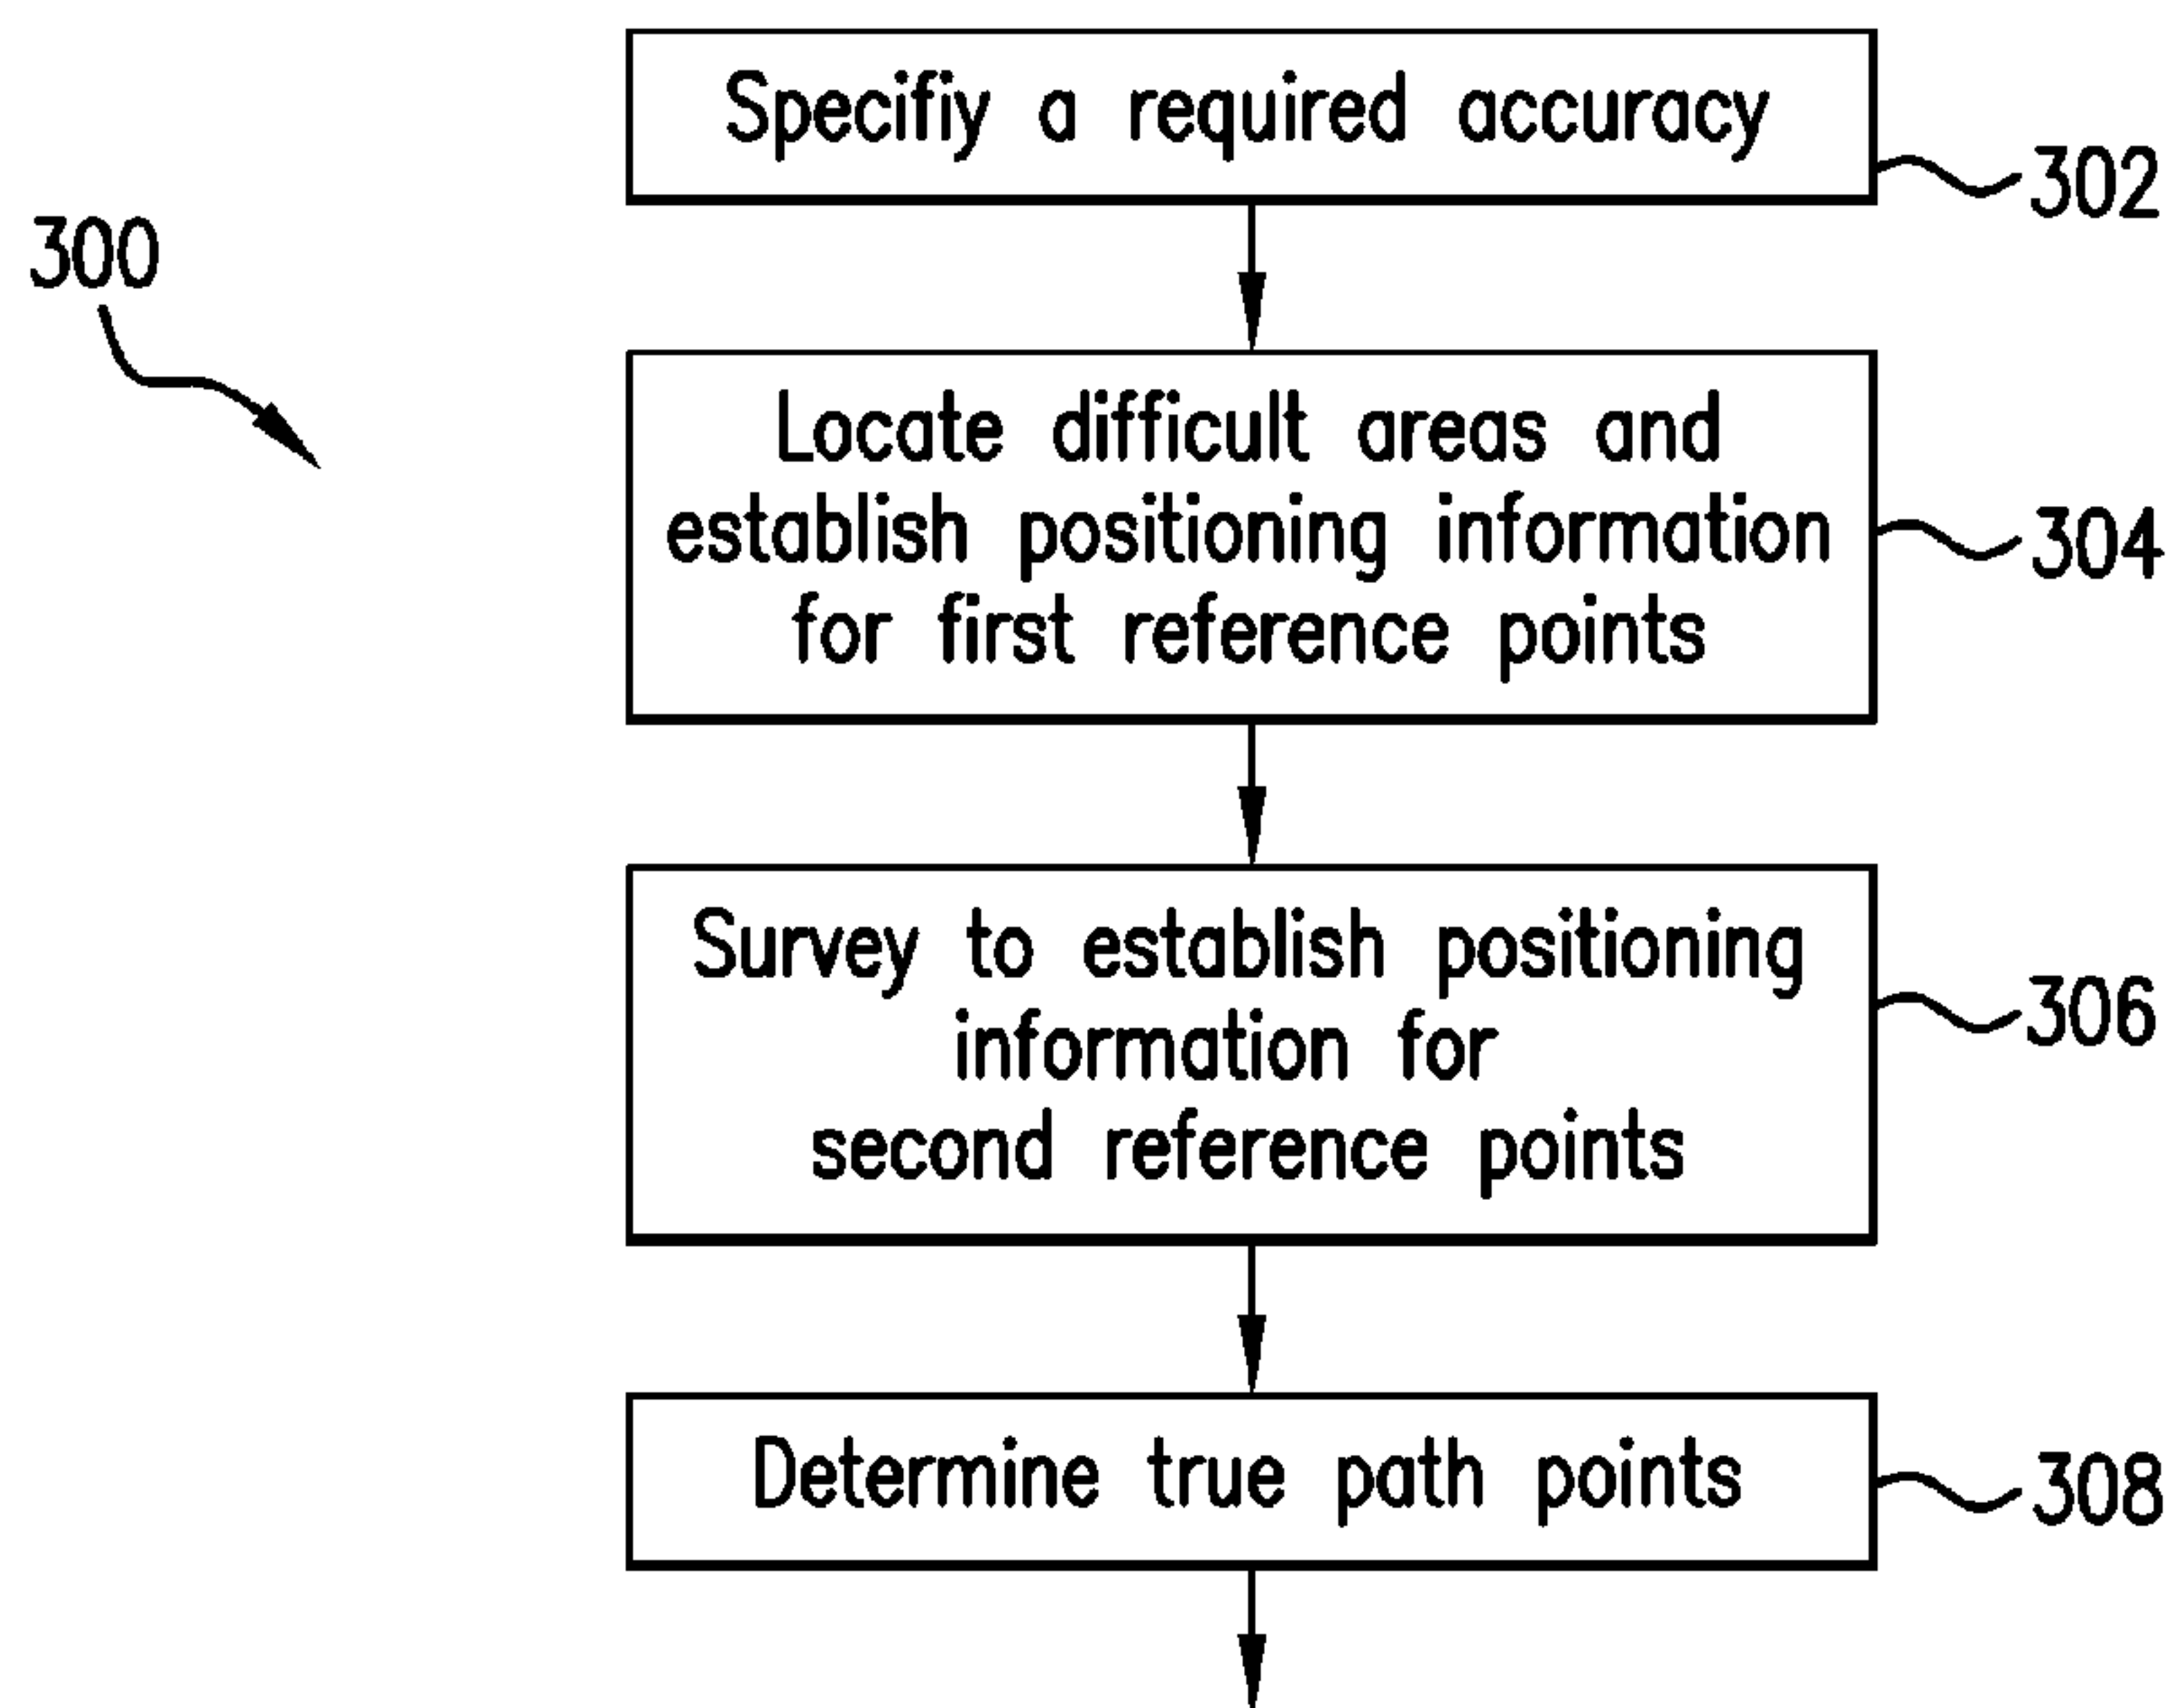 Specifiy a required accuracy
302
300
Locate difficult areas and
establish positioning information
for first reference points
304
Survey to establish positioning
information for
second reference points
306
Determine true path points
308